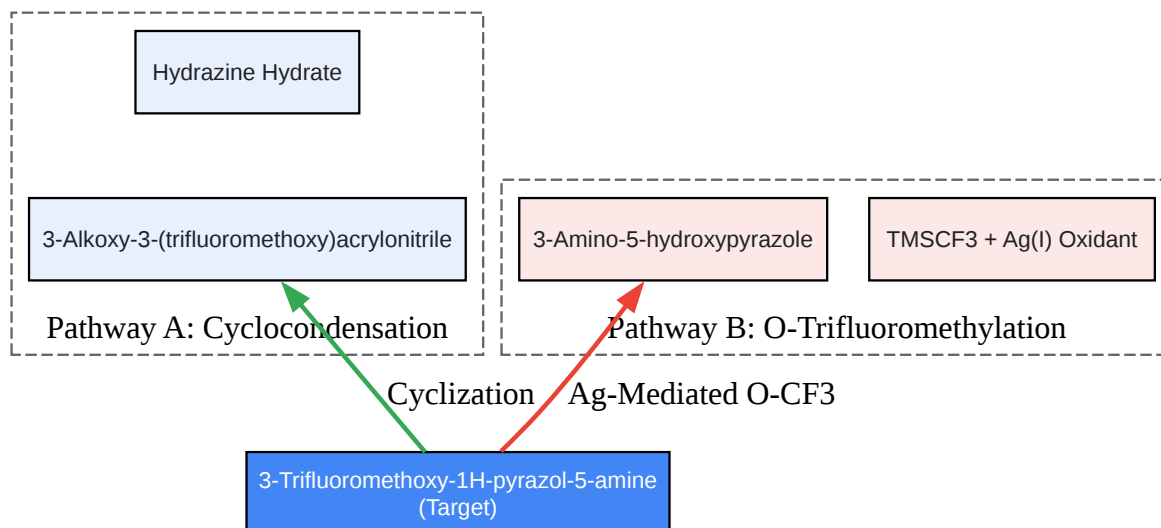 Hydrazine Hydrate
3-Alkoxy-3-(trifluoromethoxy)acrylonitrile
Pathway A: Cyclocondensation
3-Amino-5-hydroxypyrazole
TMSCF3 + Ag(I) Oxidant
Pathway B: O-Trifluoromethylation
Cyclization
Ag-Mediated O-CF3
3-Trifluoromethoxy-1H-pyrazol-5-amine
(Target)